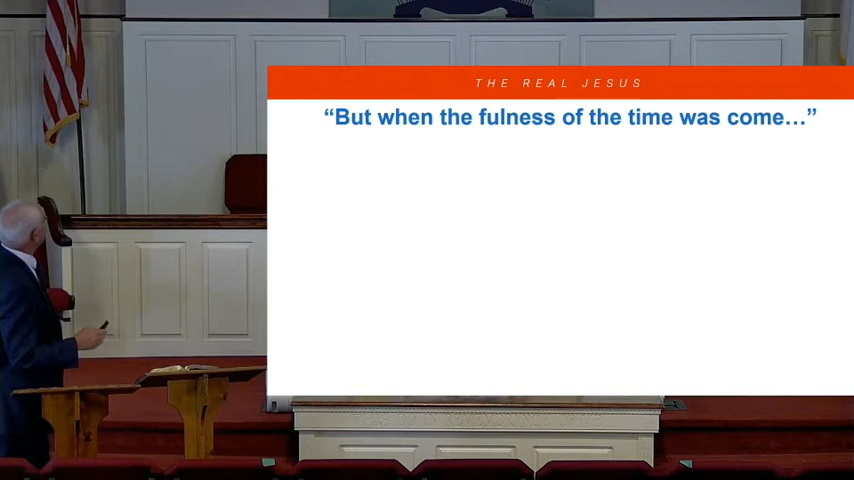 THE REAL JESUS
“But when the fulness of the time was come…”